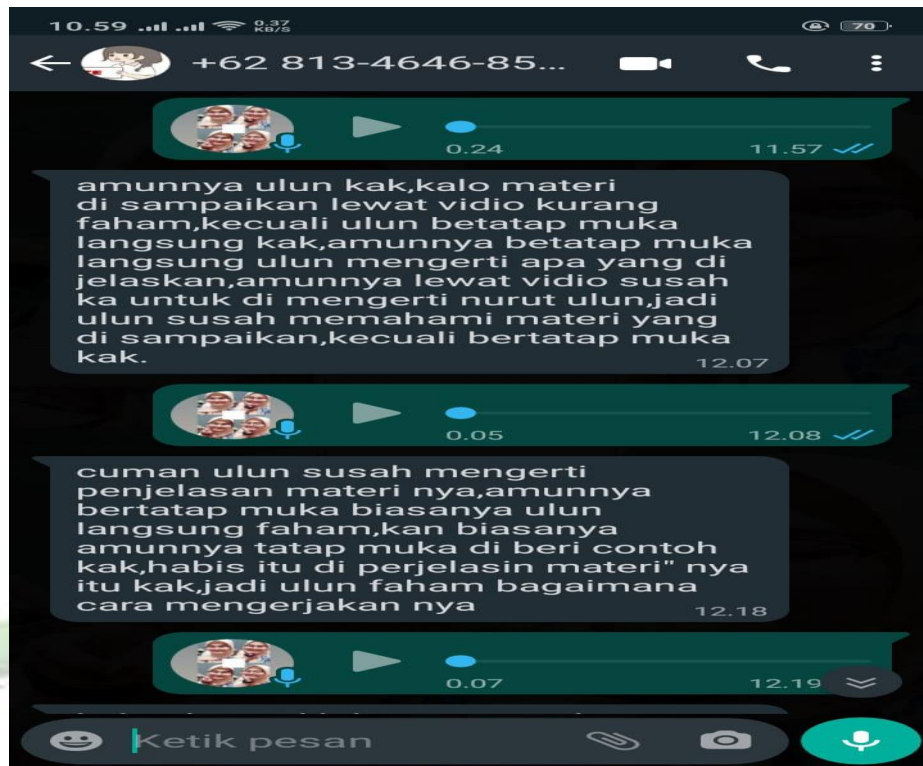 10.59 0.37 KB/S 70
+62 813-4646-85...
0.24 11.57
amunnya ulun kak,kalo materi
di sampaikan lewat vidio kurang
faham,kecuali ulun betatap muka
langsung kak,amunnya betatap muka
langsung ulun mengerti apa yang di
jelaskan,amunnya lewat vidio susah
ka untuk di mengerti nurut ulun,jadi
ulun susah memahami materi yang
di sampaikan,kecuali bertatap muka
kak. 12.07
0.05 12.08
cuman ulun susah mengerti
penjelasan materi nya,amunnya
bertatap muka biasanya ulun
langsung faham,kan biasanya
amunnya tatap muka di beri contoh
kak,habis itu di perjelasin materi" nya
itu kak,jadi ulun faham bagaimana
cara mengerjakan nya 12.18
0.07 12.19
Ketik pesan